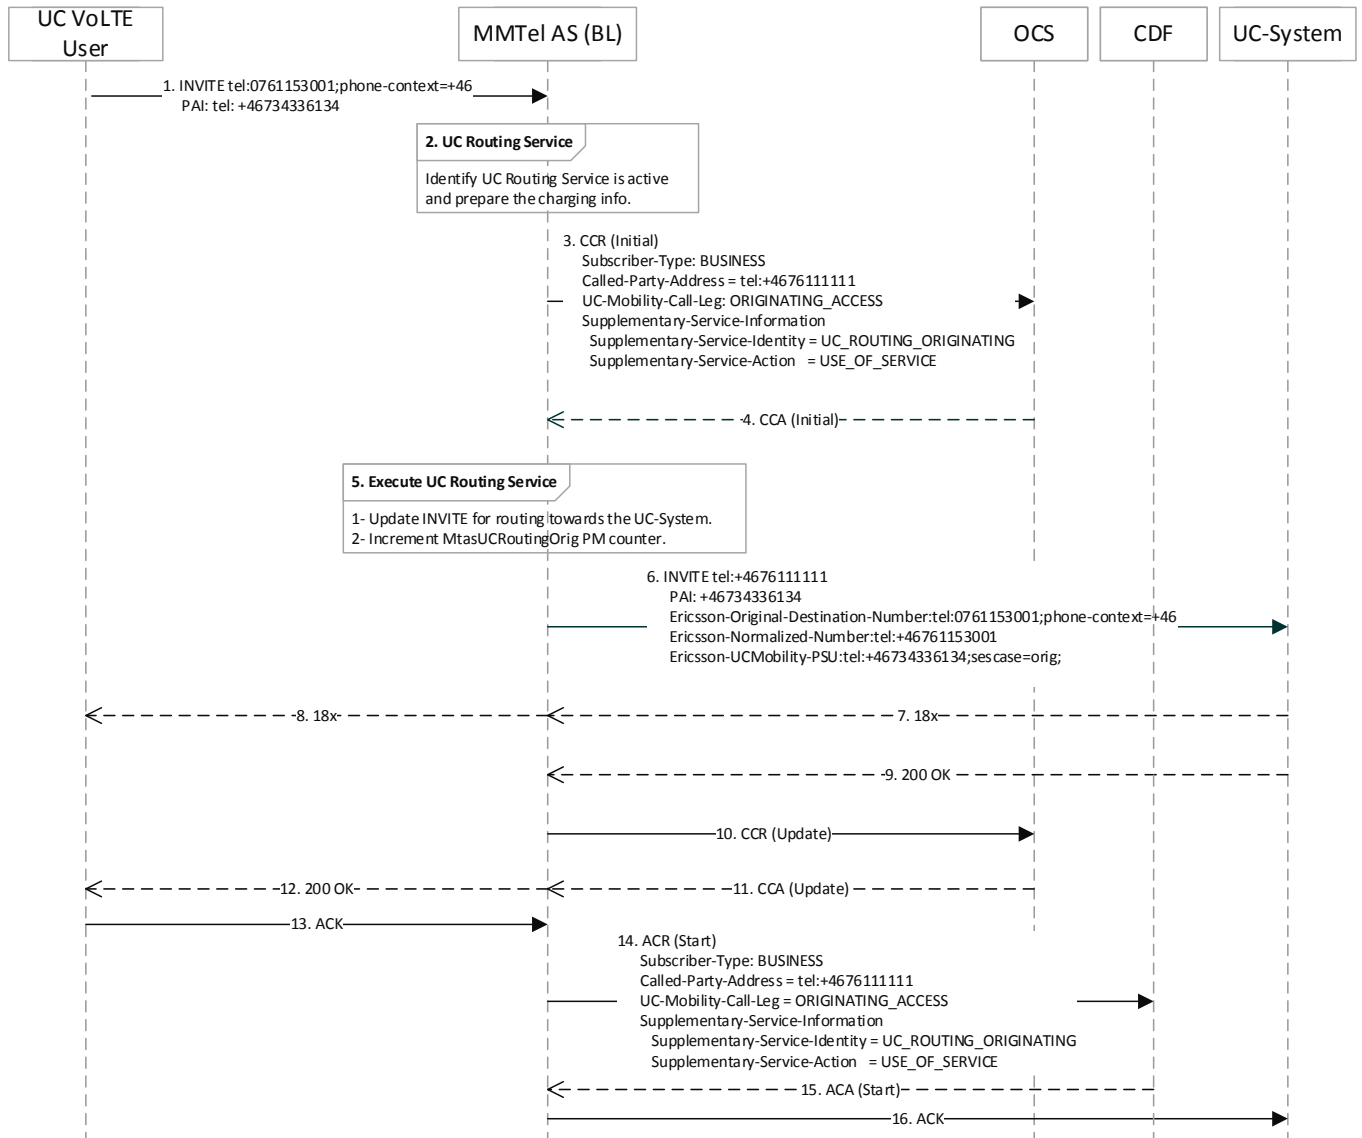 UC VoLTE
User
MMTel AS (BL)
OCS
CDF
UC-System
1. INVITE tel:0761153001;phone-context=+46
PAI: tel: +46734336134
2. UC Routing Service
Identify UC Routing Service is active
and prepare the charging info.
3. CCR (Initial)
Subscriber-Type: BUSINESS
Called-Party-Address = tel:+4676111111
UC-Mobility-Call-Leg: ORIGINATING_ACCESS
Supplementary-Service-Information
Supplementary-Service-Identity = UC_ROUTING_ORIGINATING
Supplementary-Service-Action = USE_OF_SERVICE
4. CCA (Initial)
5. Execute UC Routing Service
1- Update INVITE for routing towards the UC-System.
2- Increment MtasUCRoutingOrig PM counter.
6. INVITE tel:+4676111111
PAI: +46734336134
Ericsson-Original-Destination-Number:tel:0761153001;phone-context=+46
Ericsson-Normalized-Number:tel:+46761153001
Ericsson-UCMobility-PSU:tel:+46734336134;sescase=orig;
8. 18x
7. 18x
9. 200 OK
10. CCR (Update)
12. 200 OK
11. CCA (Update)
13. ACK
14. ACR (Start)
Subscriber-Type: BUSINESS
Called-Party-Address = tel:+4676111111
UC-Mobility-Call-Leg = ORIGINATING_ACCESS
Supplementary-Service-Information
Supplementary-Service-Identity = UC_ROUTING_ORIGINATING
Supplementary-Service-Action = USE_OF_SERVICE
15. ACA (Start)
16. ACK